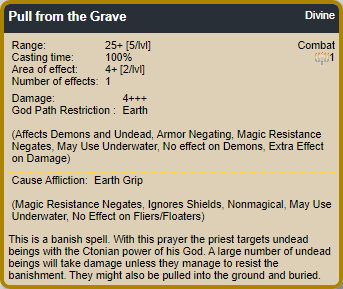 Pull from the Grave Divine
Range: 25+ [5/lvl] Combat
Casting time: 100% 1
Area of effect: 4+ [2/lvl]
Number of effects: 1
Damage: 4+++
God Path Restriction : Earth
(Affects Demons and Undead, Armor Negating, Magic Resistance
Negates, May Use Underwater, No effect on Demons, Extra Effect
on Damage)
Cause Affliction: Earth Grip
(Magic Resistance Negates, Ignores Shields, Nonmagical, May Use
Underwater, No Effect on Fliers/Floaters)
This is a banish spell. With this prayer the priest targets undead
beings with the Ctonian power of his God. A large number of undead
beings will take damage unless they manage to resist the
banishment. They might also be pulled into the ground and buried.